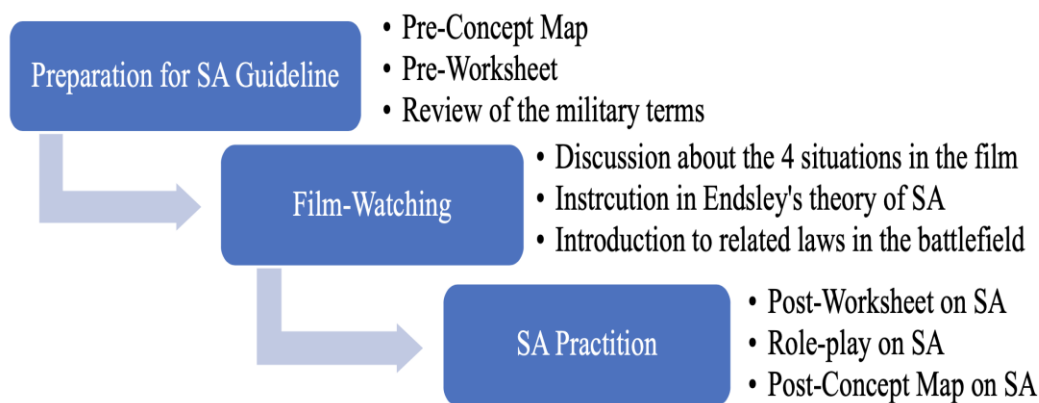 Preparation for SA Guideline
• Pre-Concept Map
• Pre-Worksheet
• Review of the military terms
Film-Watching
• Discussion about the 4 situations in the film
• Instrcution in Endsley's theory of SA
• Introduction to related laws in the battlefield
SA Practition
• Post-Worksheet on SA
• Role-play on SA
• Post-Concept Map on SA